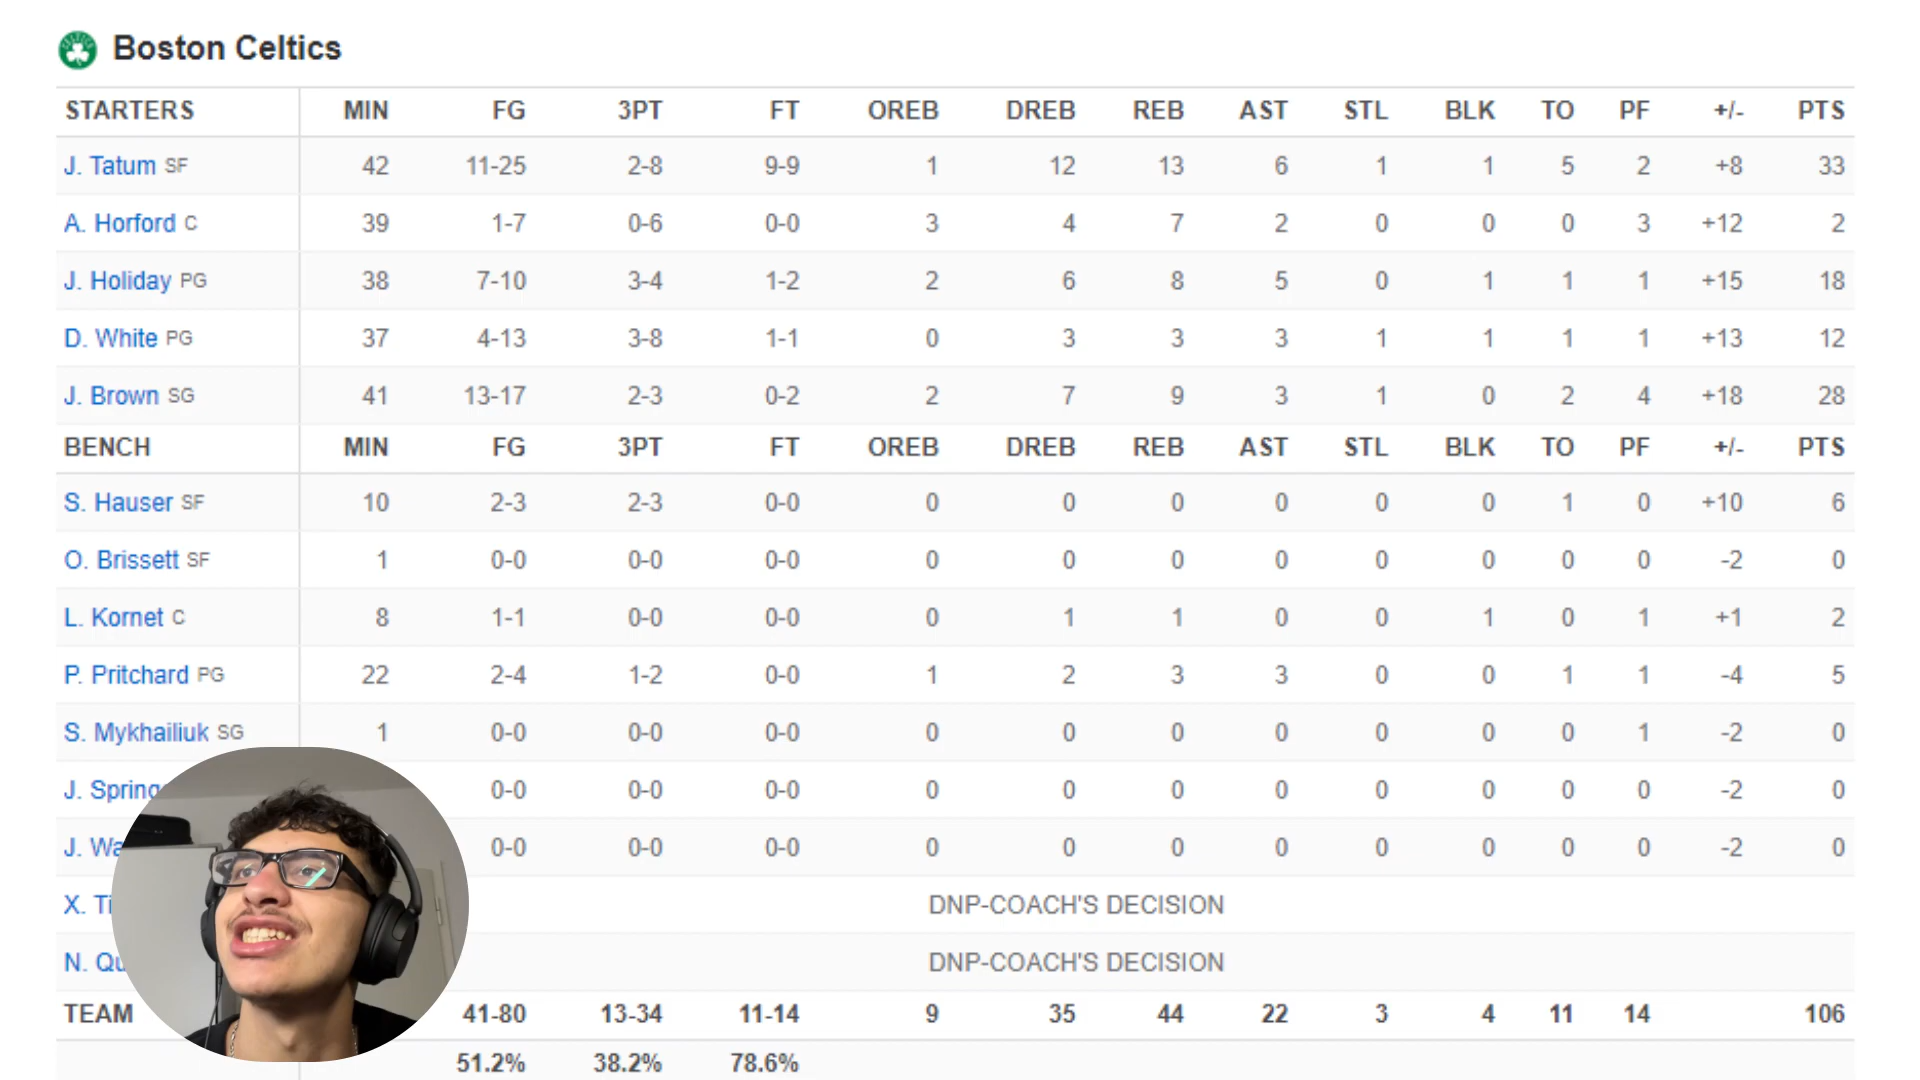 Boston Celtics
STARTERS MIN FG 3PT FT OREB DREB REB AST STL BLK TO PF +/- PTS
J. Tatum SF 42 11-25 2-8 9-9 1 12 13 6 1 1 5 2 +8 33
A. Horford C 39 1-7 0-6 0-0 3 4 7 2 0 0 0 3 +12 2
J. Holiday PG 38 7-10 3-4 1-2 2 6 8 5 0 1 1 1 +15 18
D. White PG 37 4-13 3-8 1-1 0 3 3 3 1 1 1 1 +13 12
J. Brown SG 41 13-17 2-3 0-2 2 7 9 3 1 0 2 4 +18 28
BENCH MIN FG 3PT FT OREB DREB REB AST STL BLK TO PF +/- PTS
S. Hauser SF 10 2-3 2-3 0-0 0 0 0 0 0 0 1 0 +10 6
O. Brissett SF 1 0-0 0-0 0-0 0 0 0 0 0 0 0 0 -2 0
L. Kornet C 8 1-1 0-0 0-0 0 1 1 0 0 1 0 1 +1 2
P. Pritchard PG 22 2-4 1-2 0-0 1 2 3 3 0 0 1 1 -4 5
S. Mykhailiuk SG 1 0-0 0-0 0-0 0 0 0 0 0 0 0 1 -2 0
J. 0-0 0-0 0-0 0 0 0 0 0 0 0 0 -2 0
J. 0-0 0-0 0-0 0 0 0 0 0 0 0 0 -2 0
X. DNP-COACH'S DECISION
N. DNP-COACH'S DECISION
TEAM 41-80 13-34 11-14 9 35 44 22 3 4 11 14 106
51.2% 38.2% 78.6%